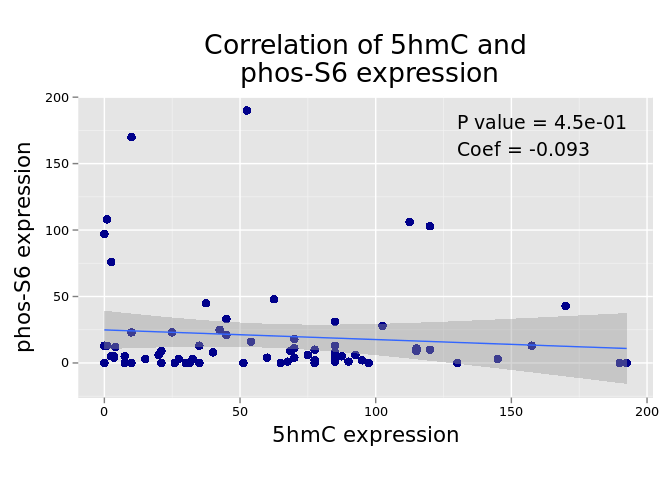 Correlation of 5hmC and
phos-S6 expression
P value = 4.5e-01
Coef = -0.093
phos-S6 expression
200
150
100
50
0
0 50 100 150 200
5hmC expression